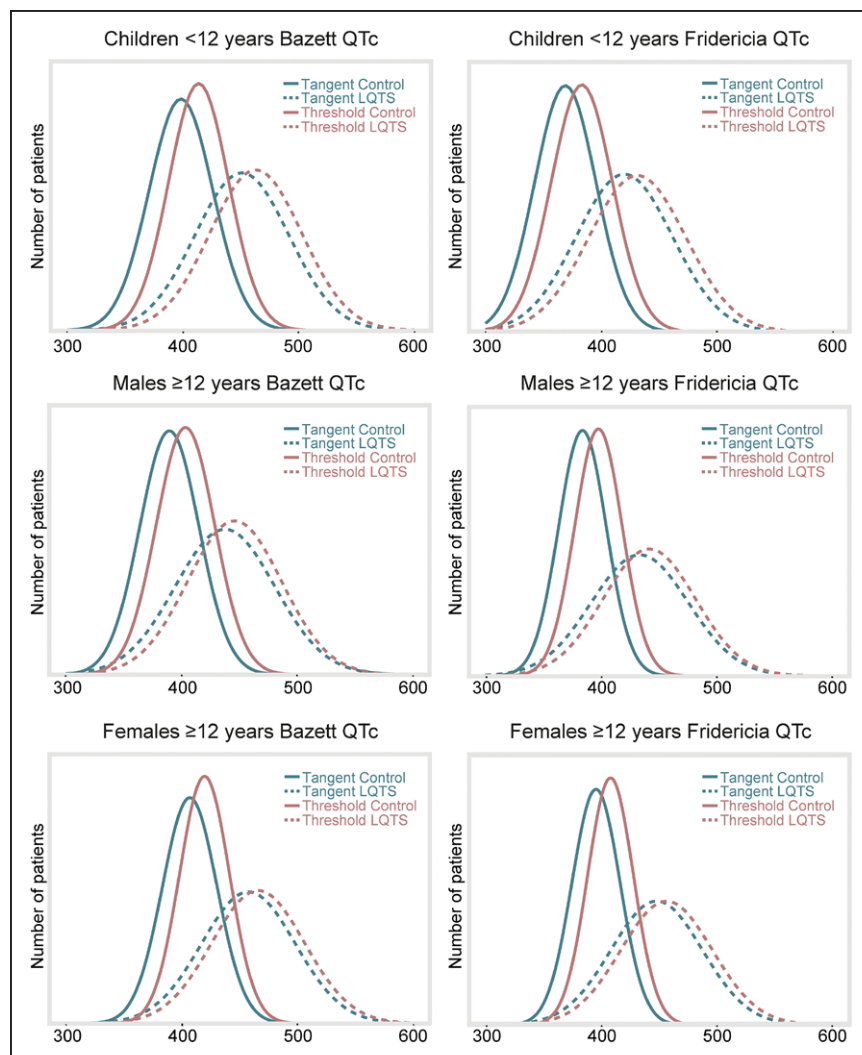 Children <12 years Bazett QTc
Tangent Control
Tangent LQTS
Threshold Control
Threshold LQTS
Number of patients
300 400 500 600
Children <12 years Fridericia QTc
Tangent Control
Tangent LQTS
Threshold Control
Threshold LQTS
Number of patients
300 400 500 600
Males ≥12 years Bazett QTc
Tangent Control
Tangent LQTS
Threshold Control
Threshold LQTS
Number of patients
300 400 500 600
Males ≥12 years Fridericia QTc
Tangent Control
Tangent LQTS
Threshold Control
Threshold LQTS
Number of patients
300 400 500 600
Females ≥12 years Bazett QTc
Tangent Control
Tangent LQTS
Threshold Control
Threshold LQTS
Number of patients
300 400 500 600
Females ≥12 years Fridericia QTc
Tangent Control
Tangent LQTS
Threshold Control
Threshold LQTS
Number of patients
300 400 500 600